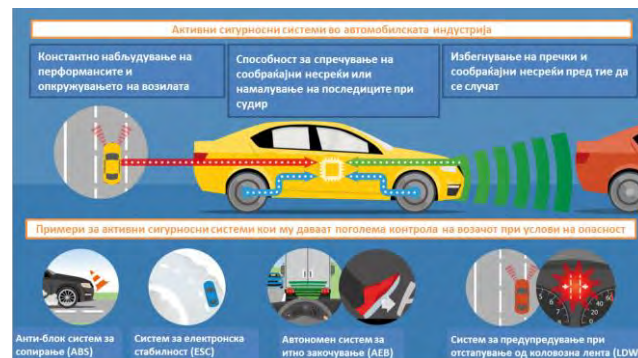 Активни сигурносни системи во автомобилската индустрија
Константно набљудување на
перформансите и
опкружувањето на возилата
Способност за спречување на
сообраќајни несреќи или
намалување на последиците при
судир
Избегнување на пречки и
сообраќајни несреќи пред тие да
се случат
Примери за активни сигурносни системи кои му даваат поголема контрола на возачот при услови на опасност
Анти-блок систем за
сопирање (ABS)
Систем за електронска
стабилност (ESC)
Автономен систем за
итно закочување (AEB)
Систем за предупредување при
отстапување од коловозна лента (LDW